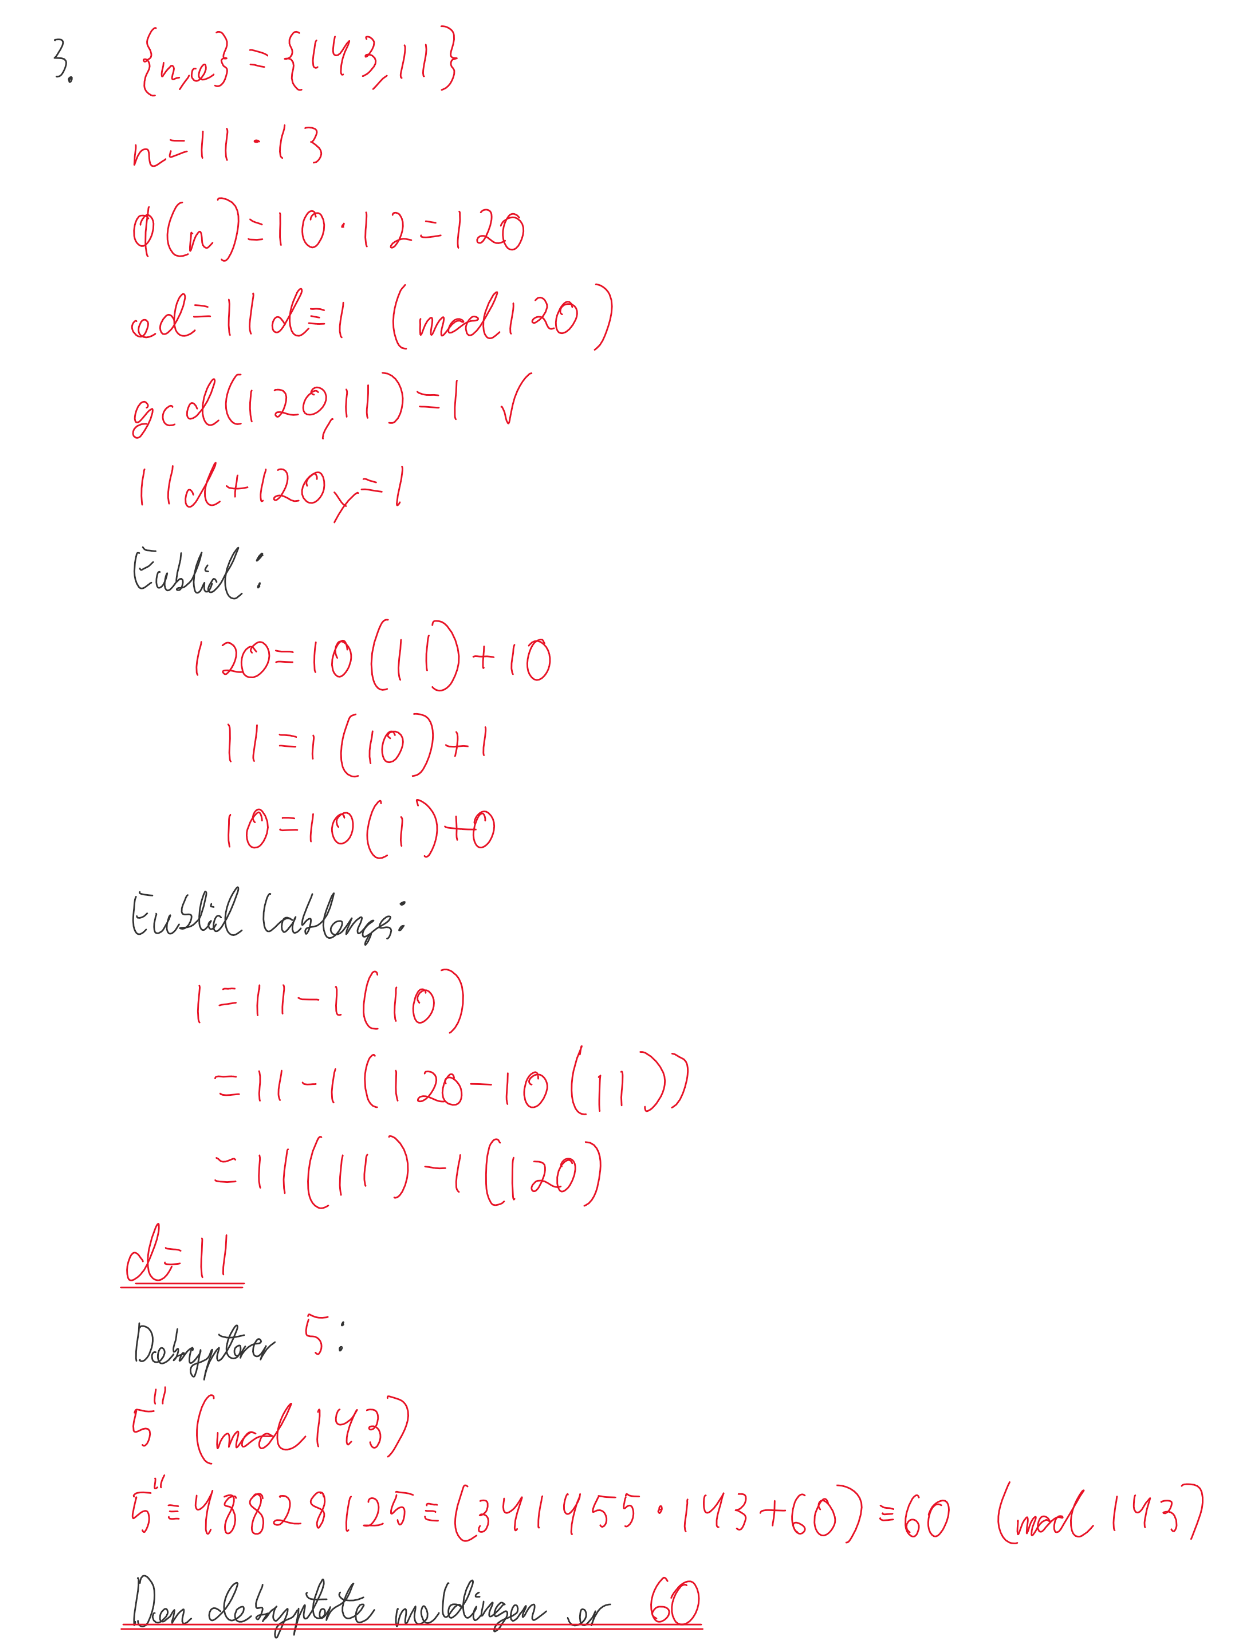 3. {n,e} = {143,11}
n=11·13
Φ(n)=10·12=120
ed=11d≡1 (mod 120)
gcd(120,11)=1 ✓
11d+120y=1
Euklid:
120=10(11)+10
11=1(10)+1
10=10(1)+0
Euklid baklengs:
1=11-1(10)
=11-1(120-10(11))
=11(11)-1(120)
d=11
Dekrypterer 5:
5¹¹ (mod 143)
5¹¹≡48828125≡(341455·143+60)≡60 (mod 143)
Den dekrypterte meldingen er 60